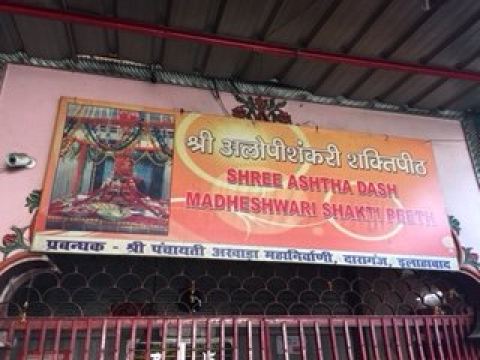 श्री अलोपीशंकरी शक्तिपीठ
SHREE ASHTHA DASH
MADHESHWARI SHAKTI PEETH
प्रबन्धक - श्री पंचायती अखाड़ा महानिर्वाणी, दारागंज, इलाहाबाद